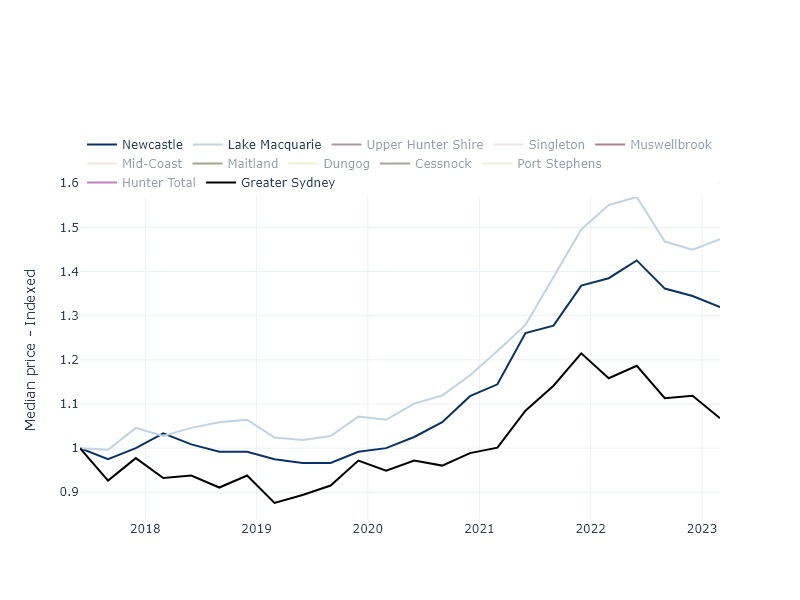 Newcastle Lake Macquarie Upper Hunter Shire Singleton Muswellbrook
Mid-Coast Maitland Dungog Cessnock Port Stephens
Hunter Total Greater Sydney
1.6
1.5
1.4
1.3
1.2
1.1
1
0.9
Median price - Indexed
2018 2019 2020 2021 2022 2023